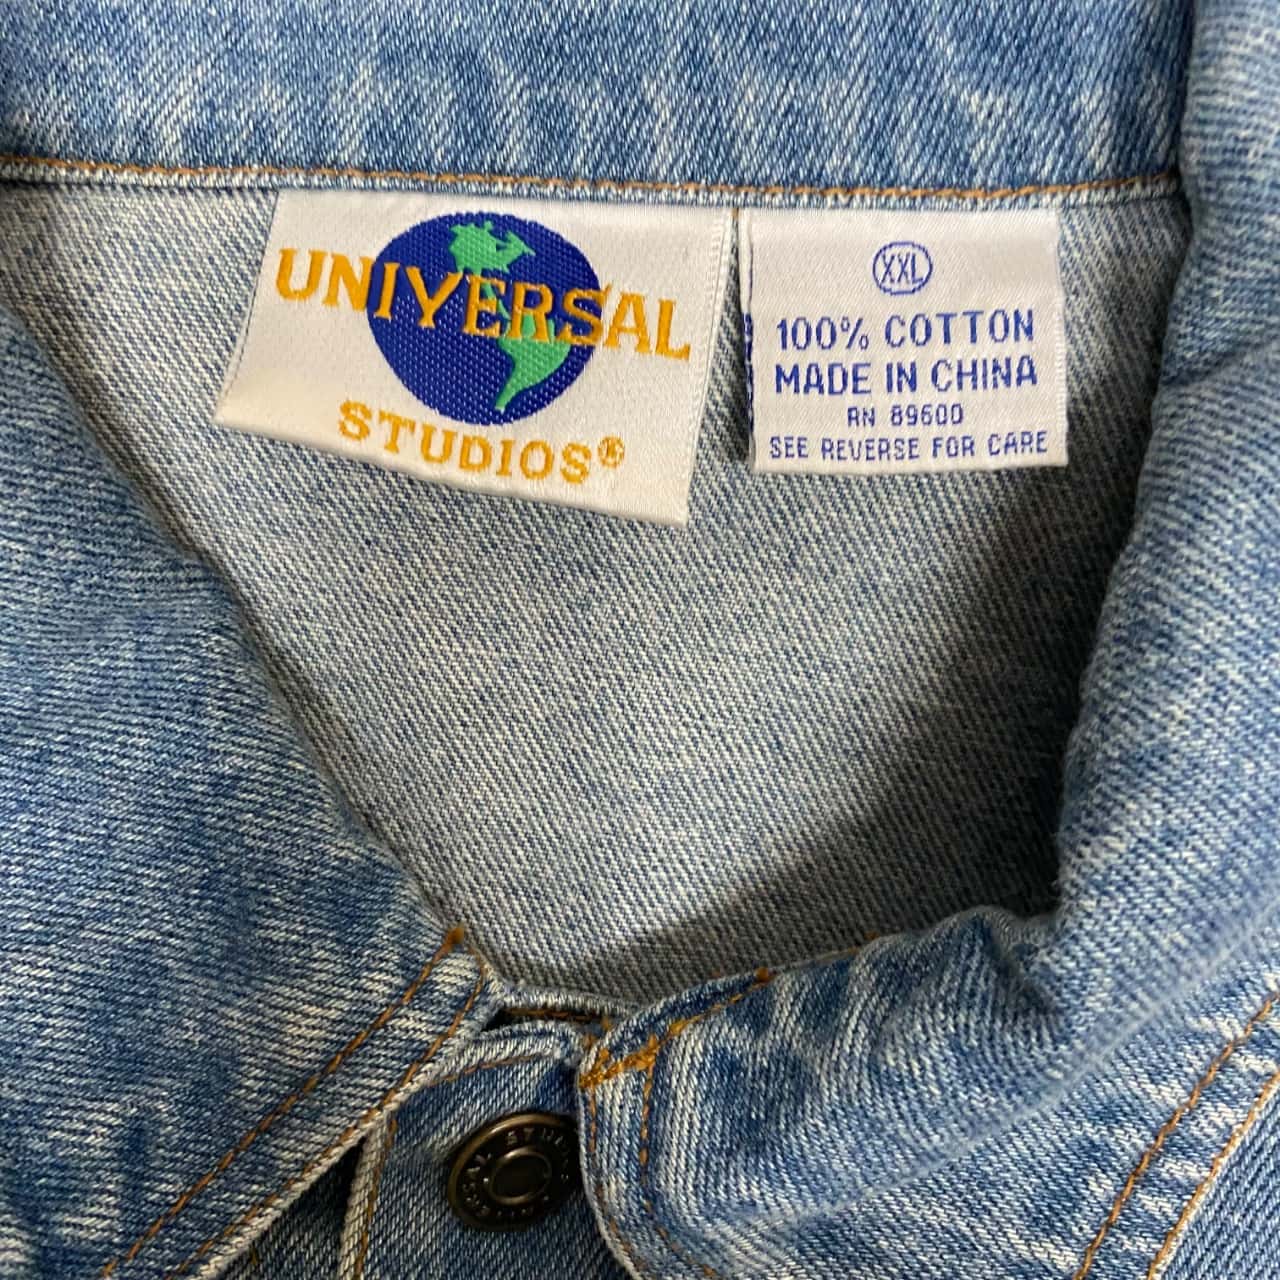 UNIVERSAL
STUDIOS®
XXL
100% COTTON
MADE IN CHINA
RN 89600
SEE REVERSE FOR CARE